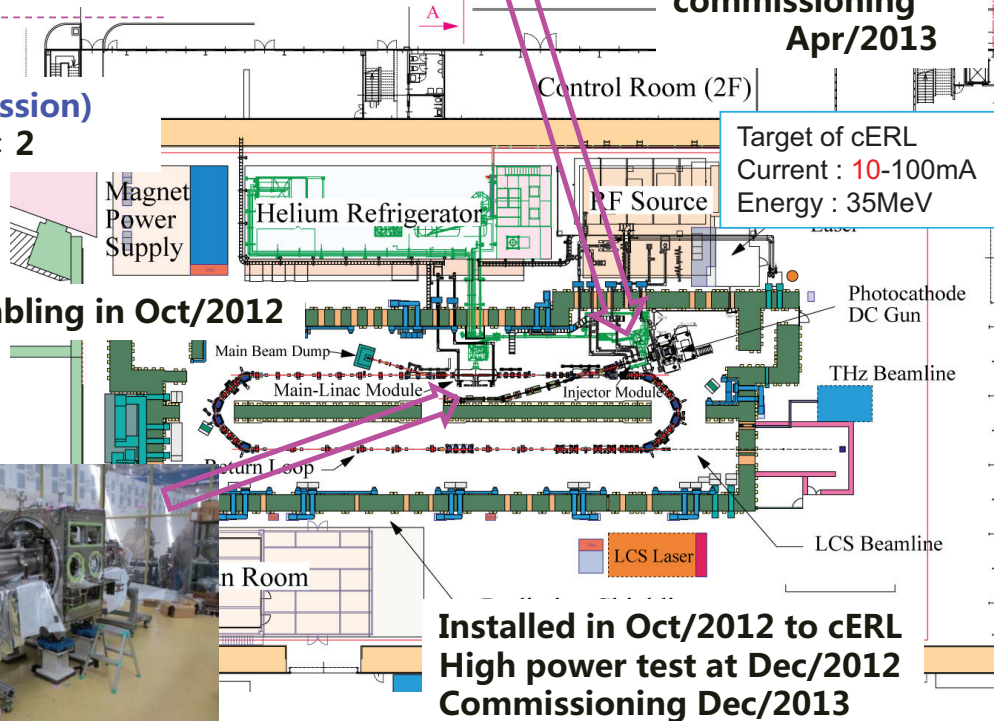 commissioning
Apr/2013
A
Control Room (2F)
ssion)
2
Target of cERL
Current : 10-100mA
Energy : 35MeV
Magnet
Power
Supply
Helium Refrigerator
RF Source
Laser
bling in Oct/2012
Photocathode
DC Gun
Main Beam Dump
Main-Linac Module
Injector Module
THz Beamline
Return Loop
LCS Beamline
LCS Laser
n Room
Installed in Oct/2012 to cERL
High power test at Dec/2012
Commissioning Dec/2013